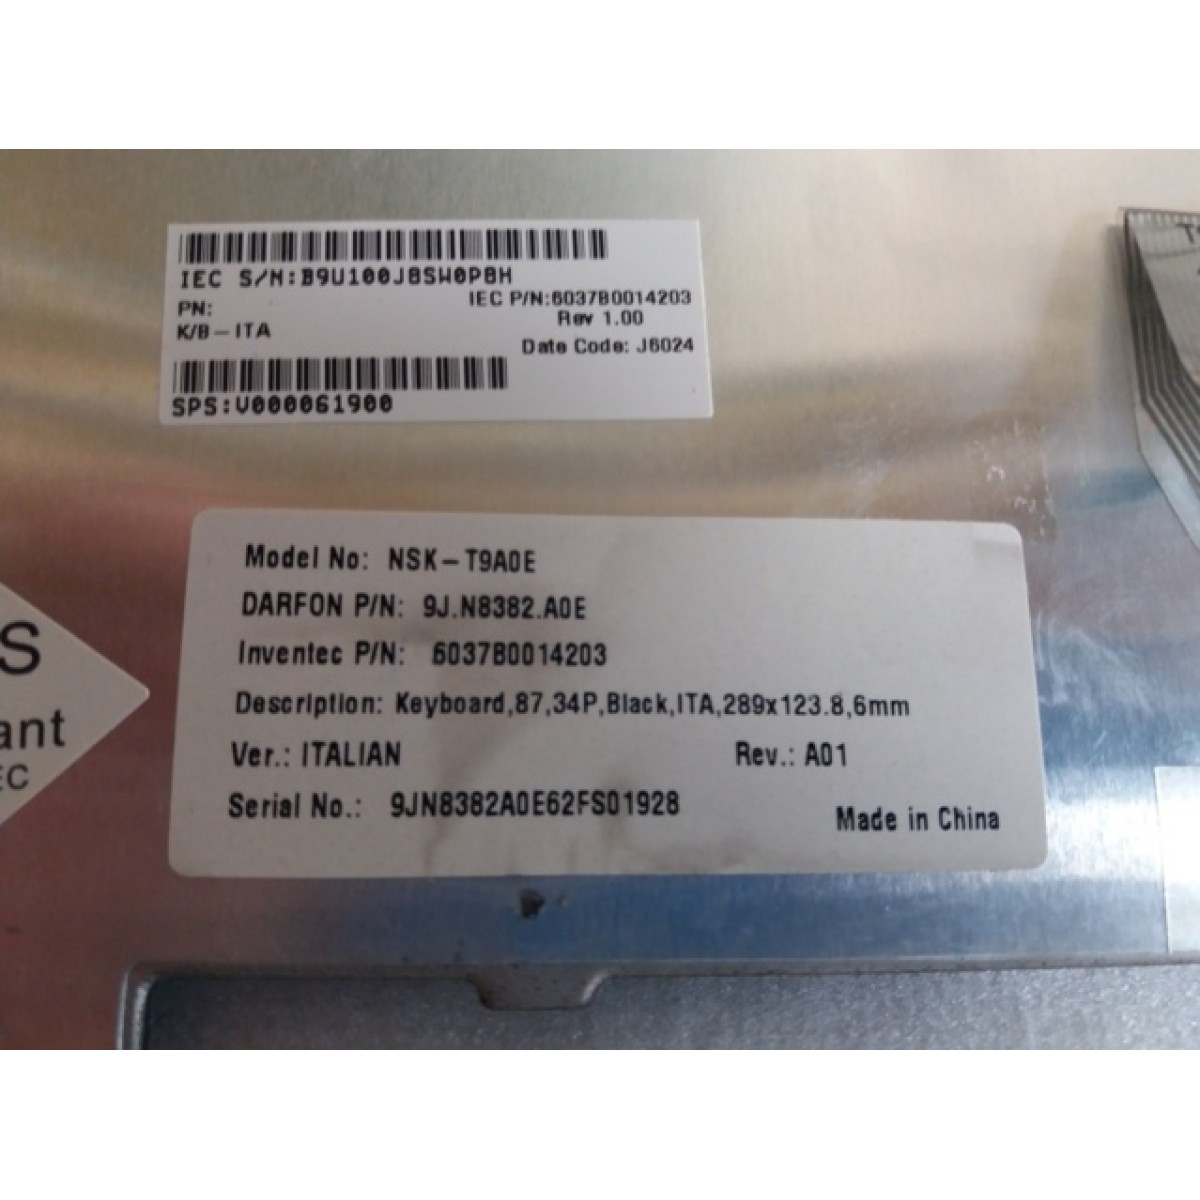 IEC S/N:B9U100J8SW0P8H
PN:
IEC P/N:6037B0014203
Rev 1.00
K/B-ITA
Date Code: J6024
SPS:V000061900
Model No: NSK-T9A0E
DARFON P/N: 9J.N8382.A0E
Inventec P/N: 6037B0014203
Description: Keyboard,87,34P,Black,ITA,289x123.8,6mm
Ver.: ITALIAN Rev.: A01
Serial No.: 9JN8382A0E62FS01928
Made in China
S
ant
EC